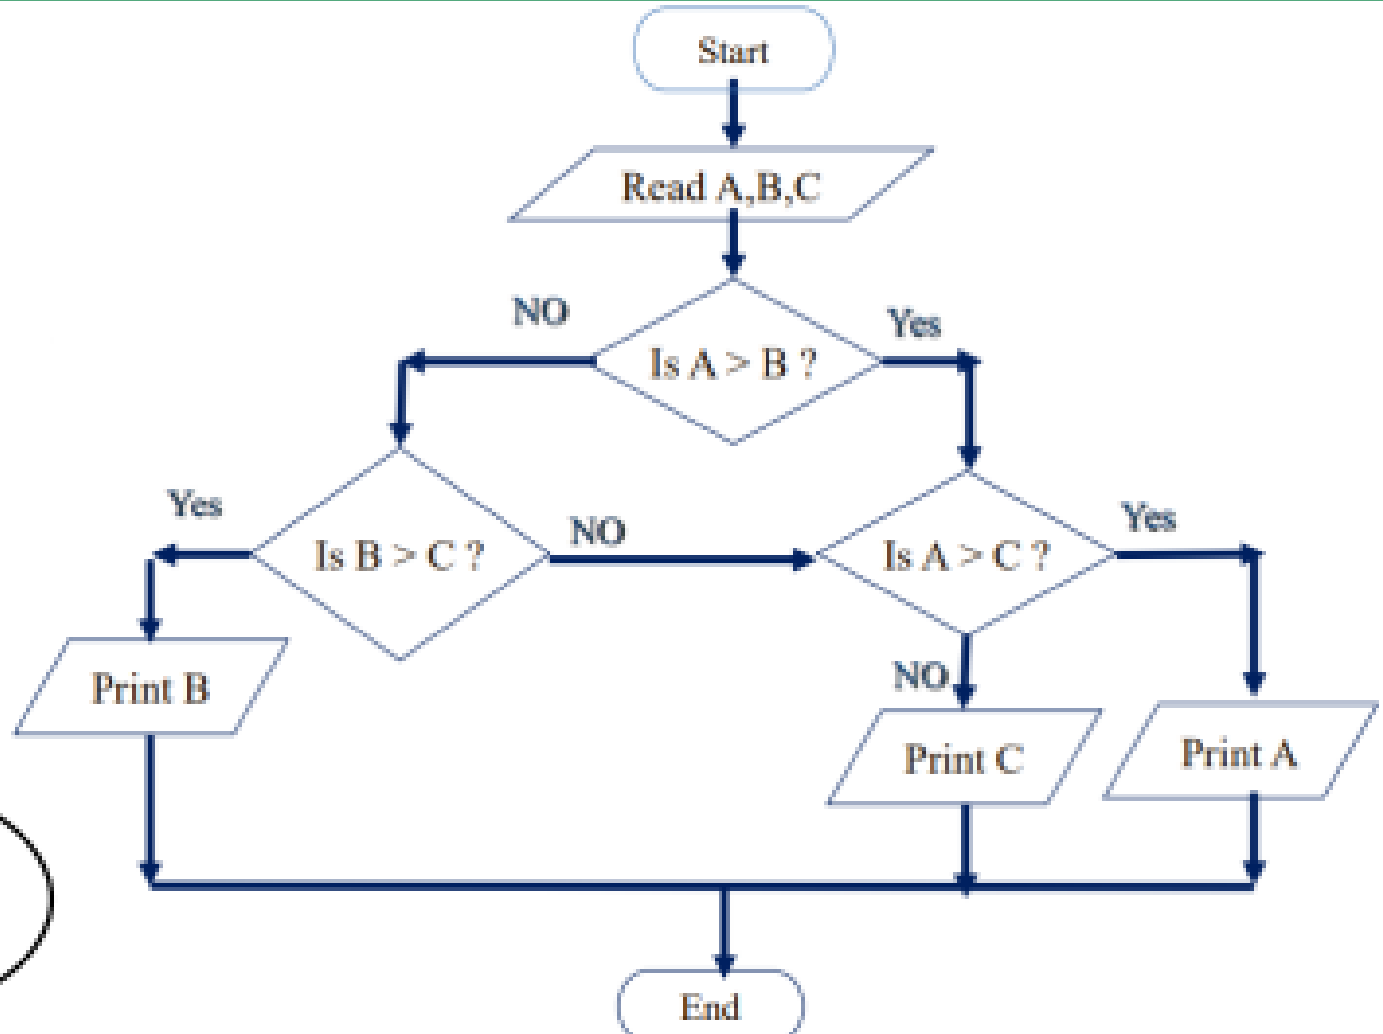 Start
Read A,B,C
NO
Yes
Is A > B ?
Yes
NO
Yes
Is B > C ?
Is A > C ?
NO
Print B
Print C
Print A
End